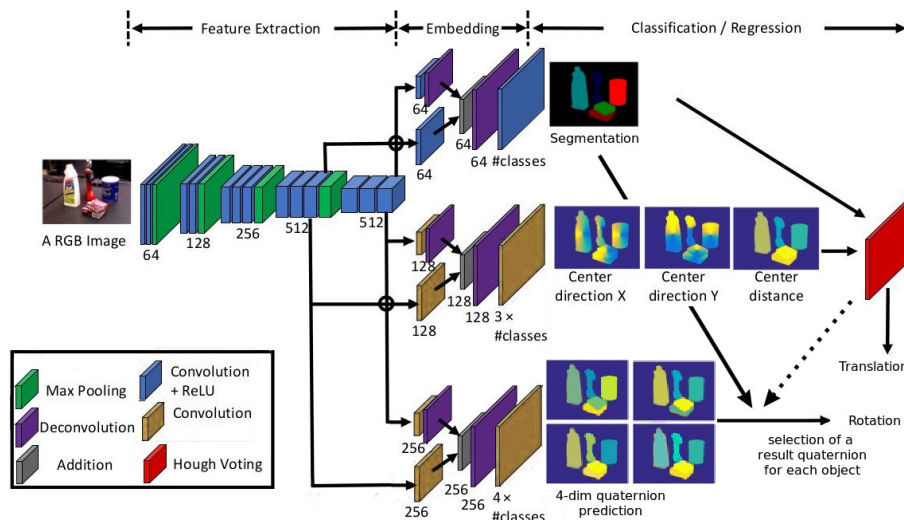 Feature Extraction
Embedding
Classification / Regression
64
64
64
64 #classes
Segmentation
A RGB Image
64
128
256
512
512
128
128
128
128
3 ×
#classes
Center
direction X
Center
direction Y
Center
distance
Translation
Max Pooling
Convolution
+ ReLU
Deconvolution
Convolution
Addition
Hough Voting
256
256
256
256
4 ×
#classes
4-dim quaternion
prediction
Rotation
selection of a
result quaternion
for each object